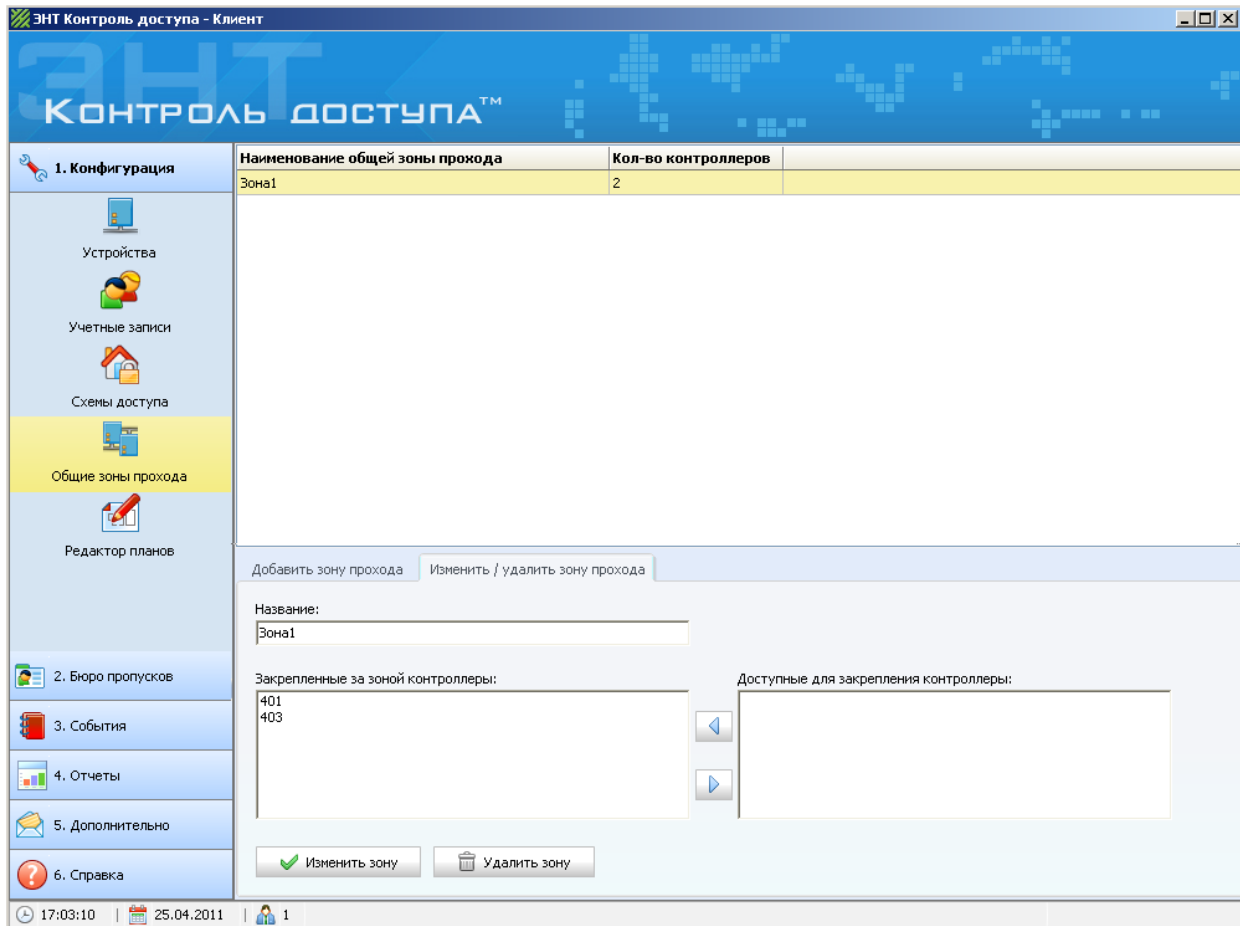 ЭНТ Контроль доступа - Клиент
ЭНТ
Контроль доступа™
1. Конфигурация
Устройства
Учетные записи
Схемы доступа
Общие зоны прохода
Редактор планов
2. Бюро пропусков
3. События
4. Отчеты
5. Дополнительно
6. Справка
Наименование общей зоны прохода Кол-во контроллеров
Зона1 2
Добавить зону прохода Изменить / удалить зону прохода
Название:
Зона1
Закрепленные за зоной контроллеры: Доступные для закрепления контроллеры:
401
403
Изменить зону Удалить зону
17:03:10 | 25.04.2011 | 1